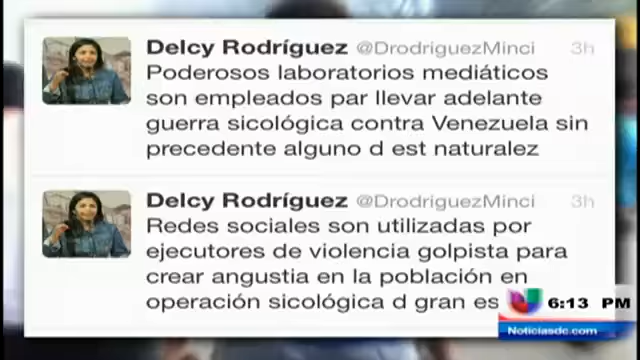 Delcy Rodríguez @DrodriguezMinci 3h
Poderosos laboratorios mediáticos
son empleados par llevar adelante
guerra sicológica contra Venezuela sin
precedente alguno d est naturalez
Delcy Rodríguez @DrodriguezMinci 3h
Redes sociales son utilizadas por
ejecutores de violencia golpista para
crear angustia en la población en
operación sicológica d gran es
6:13 PM
Noticiasdc.com